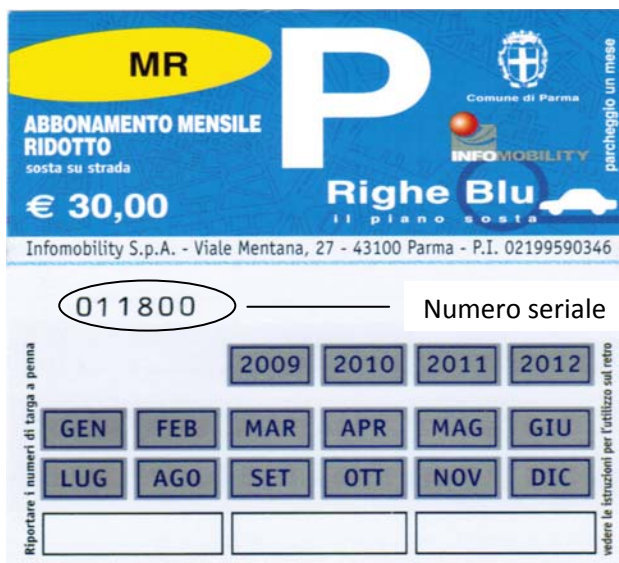 MR
P
Comune di Parma
parcheggio un mese
ABBONAMENTO MENSILE
RIDOTTO
sosta su strada
INFOMOBILITY
€ 30,00
Righe Blu
il piano sosta
Infomobility S.p.A. - Viale Mentana, 27 - 43100 Parma - P.I. 02199590346
011800
Numero seriale
Riportare i numeri di targa a penna
2009 2010 2011 2012
GEN FEB MAR APR MAG GIU
LUG AGO SET OTT NOV DIC
vedere le istruzioni per l'utilizzo sul retro